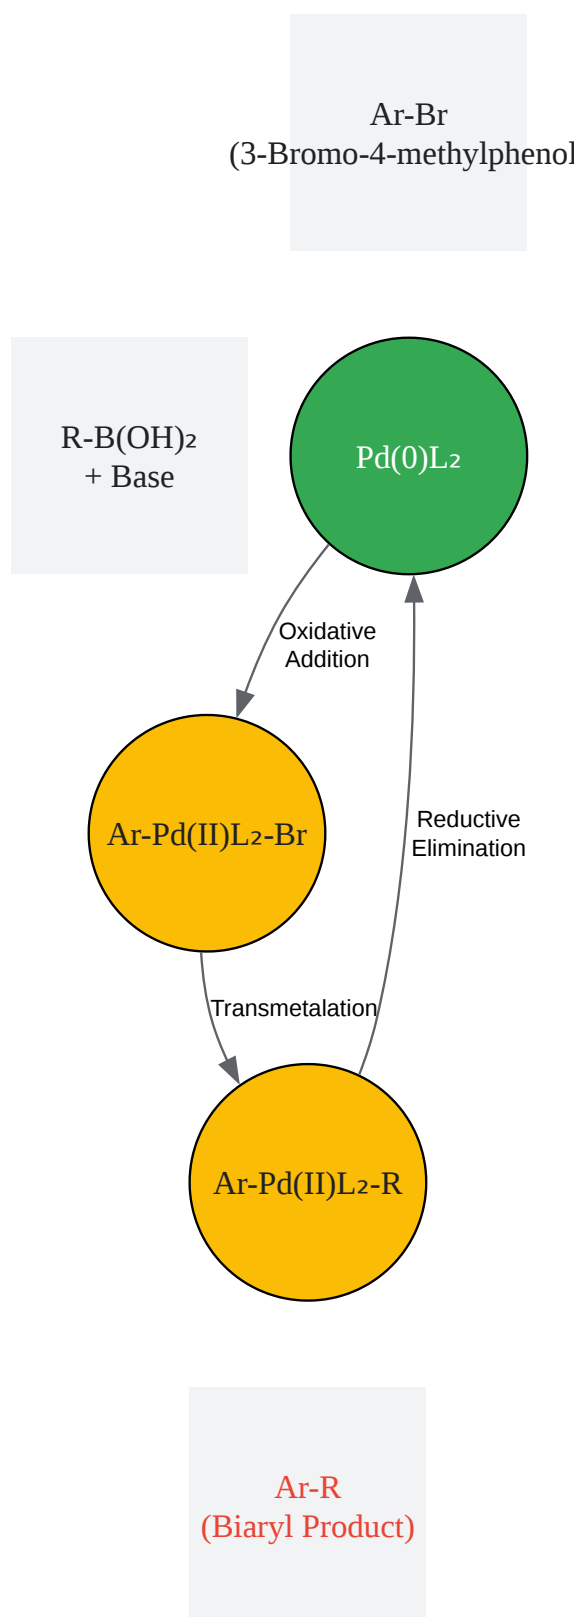 Ar-Br
(3-Bromo-4-methylphenol
R-B(OH)₂
+ Base
Pd(0)L₂
Oxidative
Addition
Ar-Pd(II)L₂-Br
Reductive
Elimination
Transmetalation
Ar-Pd(II)L₂-R
Ar-R
(Biaryl Product)